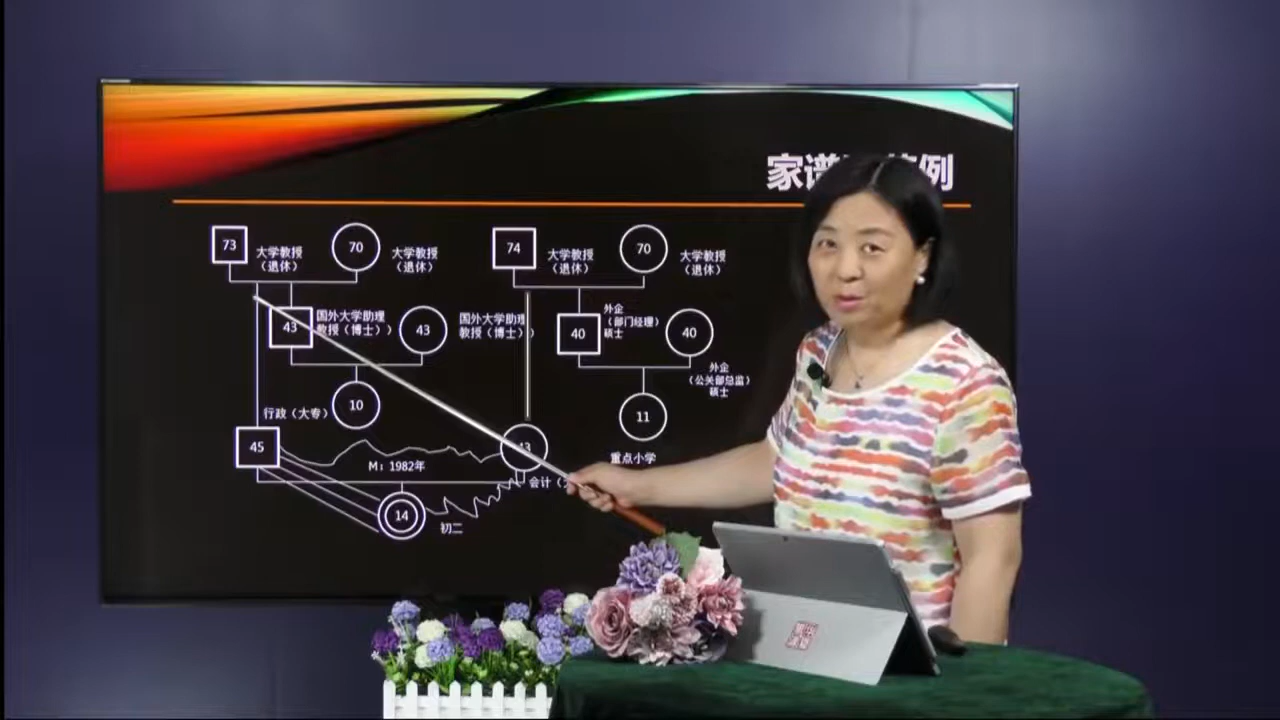 家谱
例
73
大学教授
（退休）
70
大学教授
（退休）
74
大学教授
（退休）
70
大学教授
（退休）
43
国外大学助理
教授（博士））
43
国外大学助理
教授（博士））
40
外企
（部门经理）
硕士
40
外企
（公关部总监）
硕士
10
11
行政（大专）
重点小学
45
43
M：1982年
会计（
14
初二